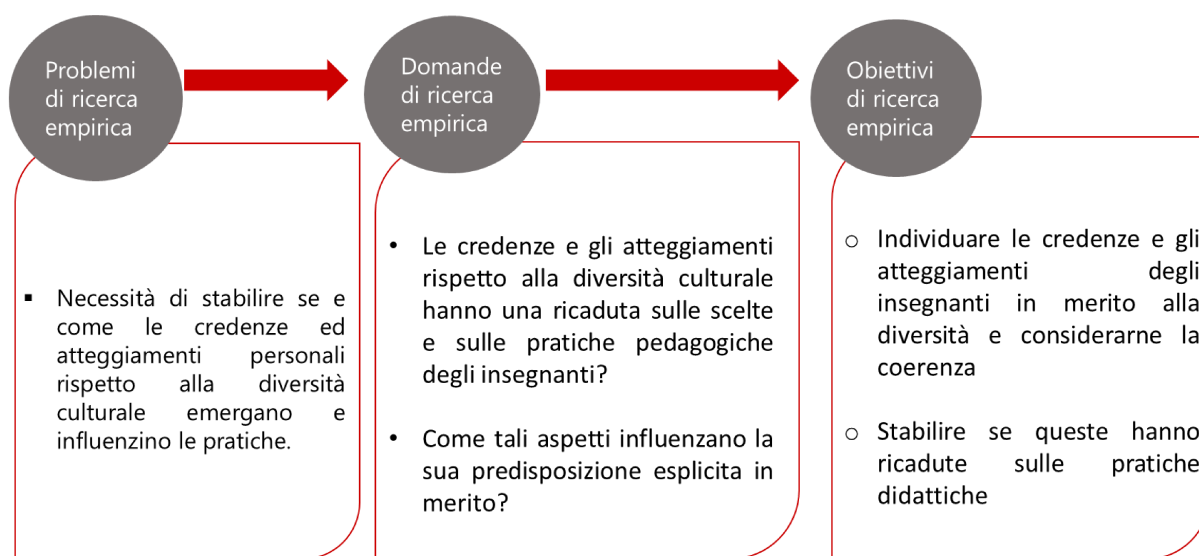 Problemi
di ricerca
empirica
Domande
di ricerca
empirica
Obiettivi
di ricerca
empirica
▪ Necessità di stabilire se e
come le credenze ed
atteggiamenti personali
rispetto alla diversità
culturale emergano e
influenzino le pratiche.
• Le credenze e gli atteggiamenti
rispetto alla diversità culturale
hanno una ricaduta sulle scelte
e sulle pratiche pedagogiche
degli insegnanti?
• Come tali aspetti influenzano la
sua predisposizione esplicita in
merito?
o Individuare le credenze e gli
atteggiamenti degli
insegnanti in merito alla
diversità e considerarne la
coerenza
o Stabilire se queste hanno
ricadute sulle pratiche
didattiche